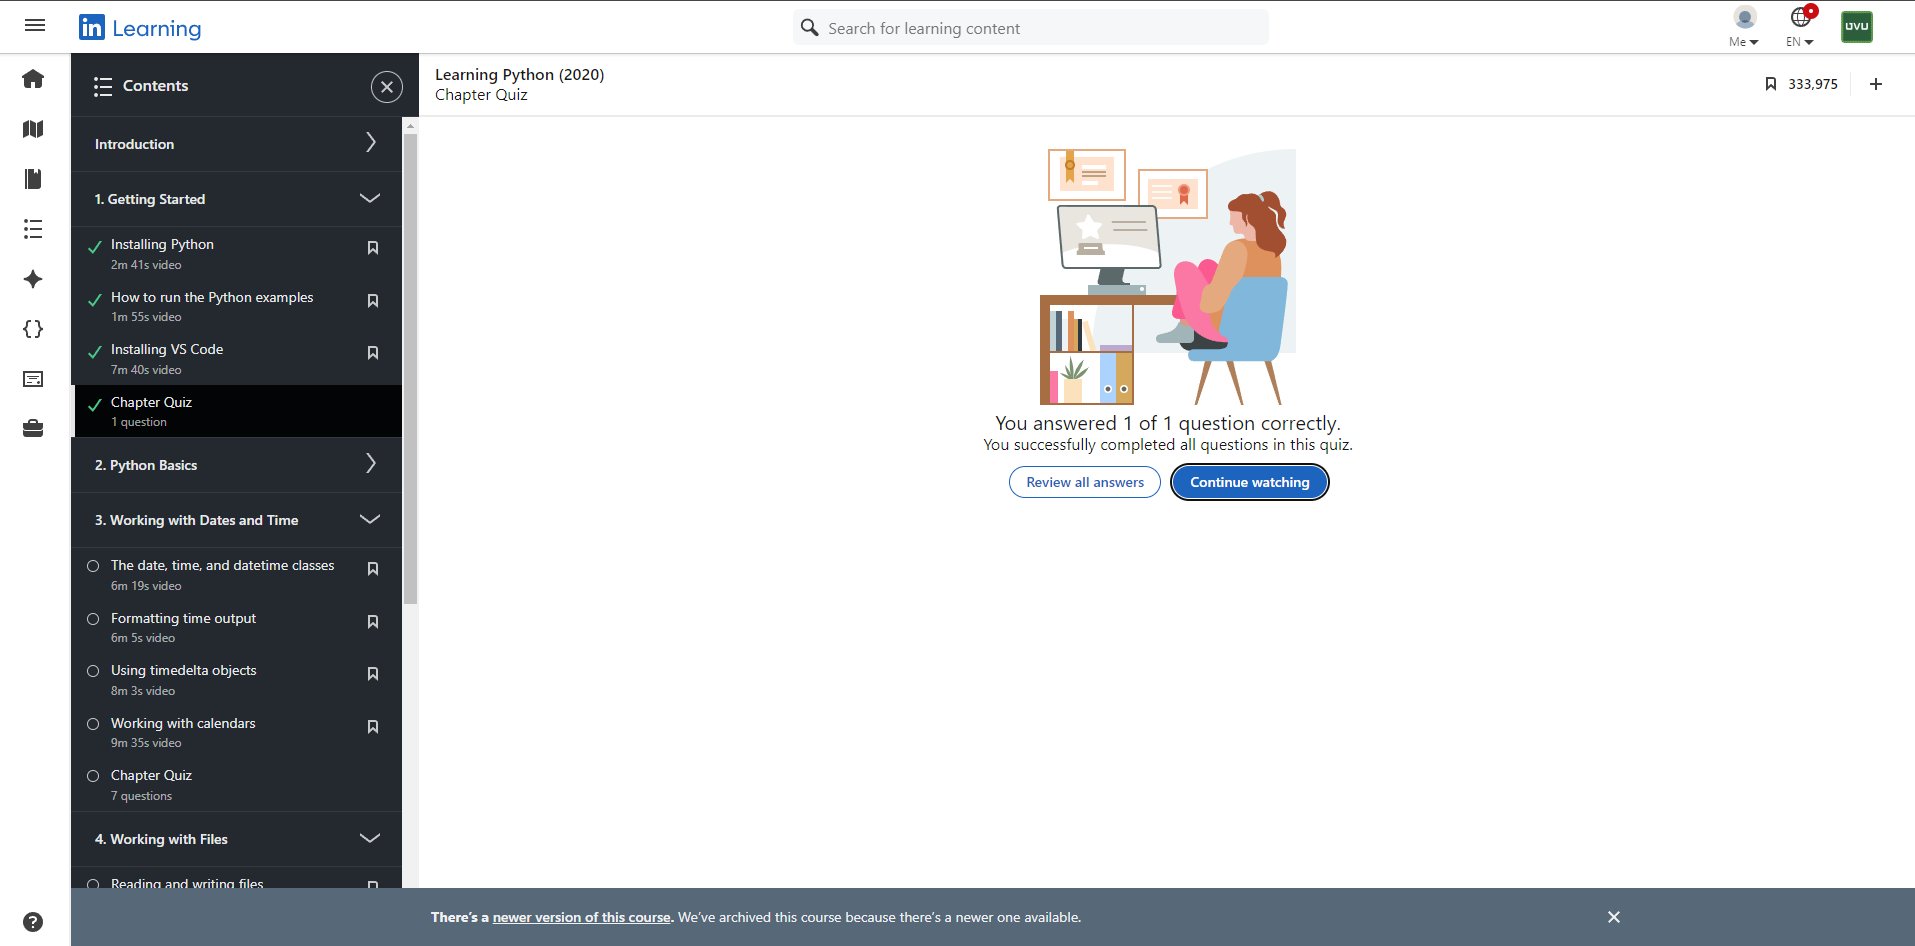 in Learning
Search for learning content
Me
EN
UVU
Contents
Learning Python (2020)
Chapter Quiz
333,975
Introduction
1. Getting Started
Installing Python
2m 41s video
How to run the Python examples
1m 55s video
Installing VS Code
7m 40s video
Chapter Quiz
1 question
2. Python Basics
3. Working with Dates and Time
The date, time, and datetime classes
6m 19s video
Formatting time output
6m 5s video
Using timedelta objects
8m 3s video
Working with calendars
9m 35s video
Chapter Quiz
7 questions
4. Working with Files
Reading and writing files
You answered 1 of 1 question correctly.
You successfully completed all questions in this quiz.
Review all answers
Continue watching
There's a newer version of this course. We've archived this course because there's a newer one available.